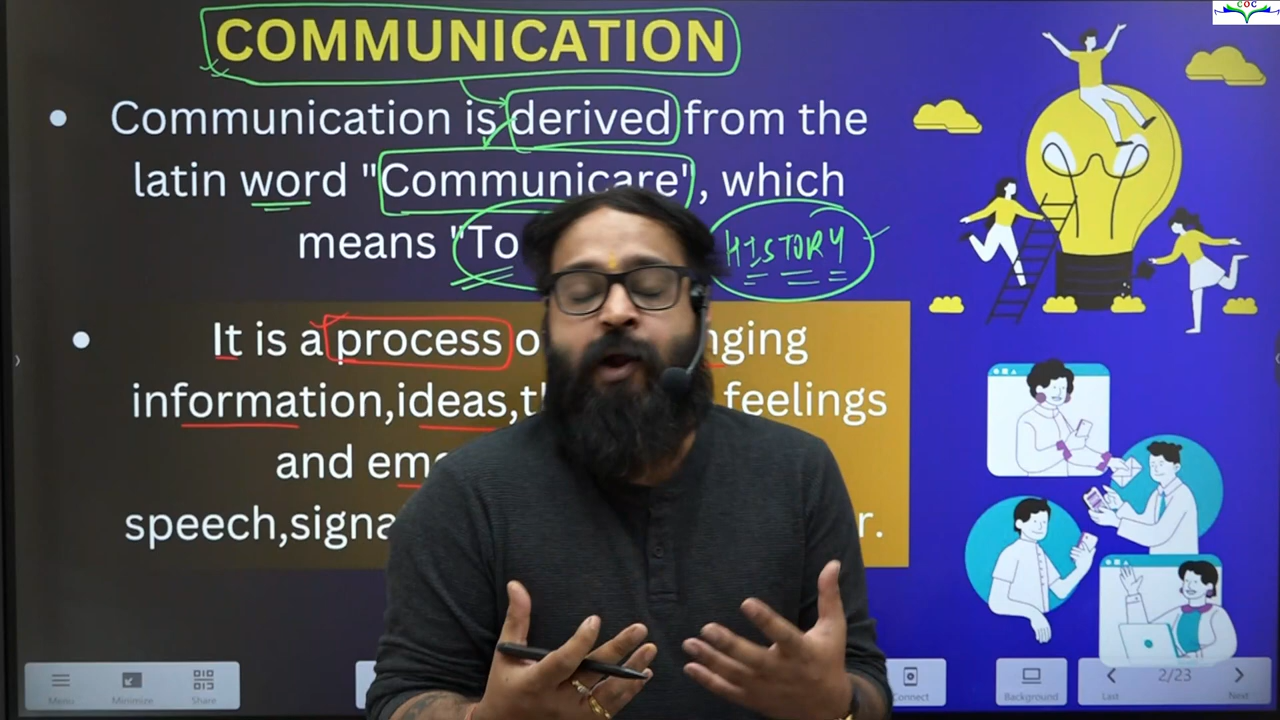 COC
COMMUNICATION
• Communication is derived from the
latin word "Communicare", which
means "To
HISTORY
• It is a process o nging
information,ideas,t feelings
and em
speech,signa r.
Menu
Minimize
Share
Connect
Background
Last
2/23
Next